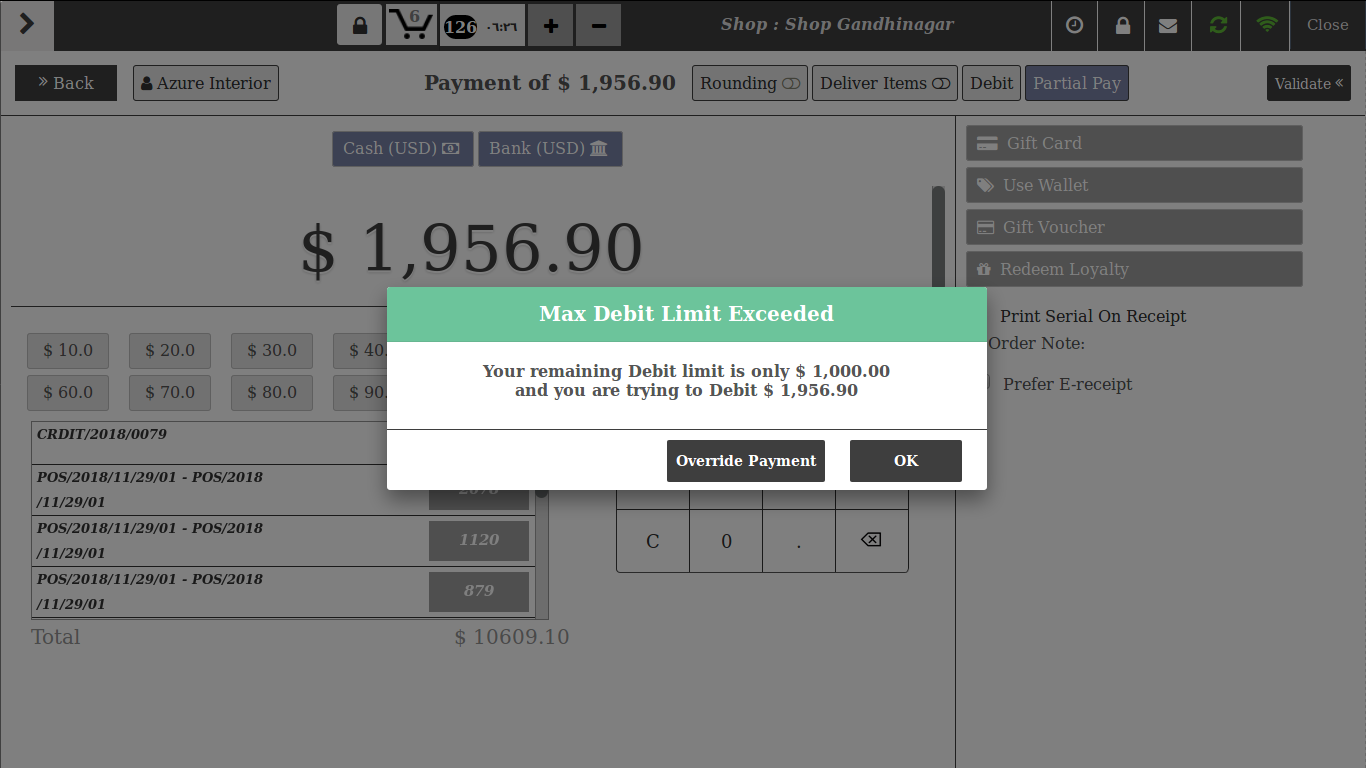 6
126
٠٦:٢٦
Shop : Shop Gandhinagar
Close
Back
Azure Interior
Payment of $ 1,956.90
Rounding
Deliver Items
Debit
Partial Pay
Validate
Cash (USD)
Bank (USD)
$ 1,956.90
Gift Card
Use Wallet
Gift Voucher
Redeem Loyalty
Print Serial On Receipt
Order Note:
Prefer E-receipt
Max Debit Limit Exceeded
Your remaining Debit limit is only $ 1,000.00
and you are trying to Debit $ 1,956.90
Override Payment
OK
$ 10.0
$ 20.0
$ 30.0
$ 40.
$ 60.0
$ 70.0
$ 80.0
$ 90.
CRDIT/2018/0079
POS/2018/11/29/01 - POS/2018
/11/29/01
POS/2018/11/29/01 - POS/2018
/11/29/01
1120
POS/2018/11/29/01 - POS/2018
/11/29/01
879
C
0
.
Total
$ 10609.10